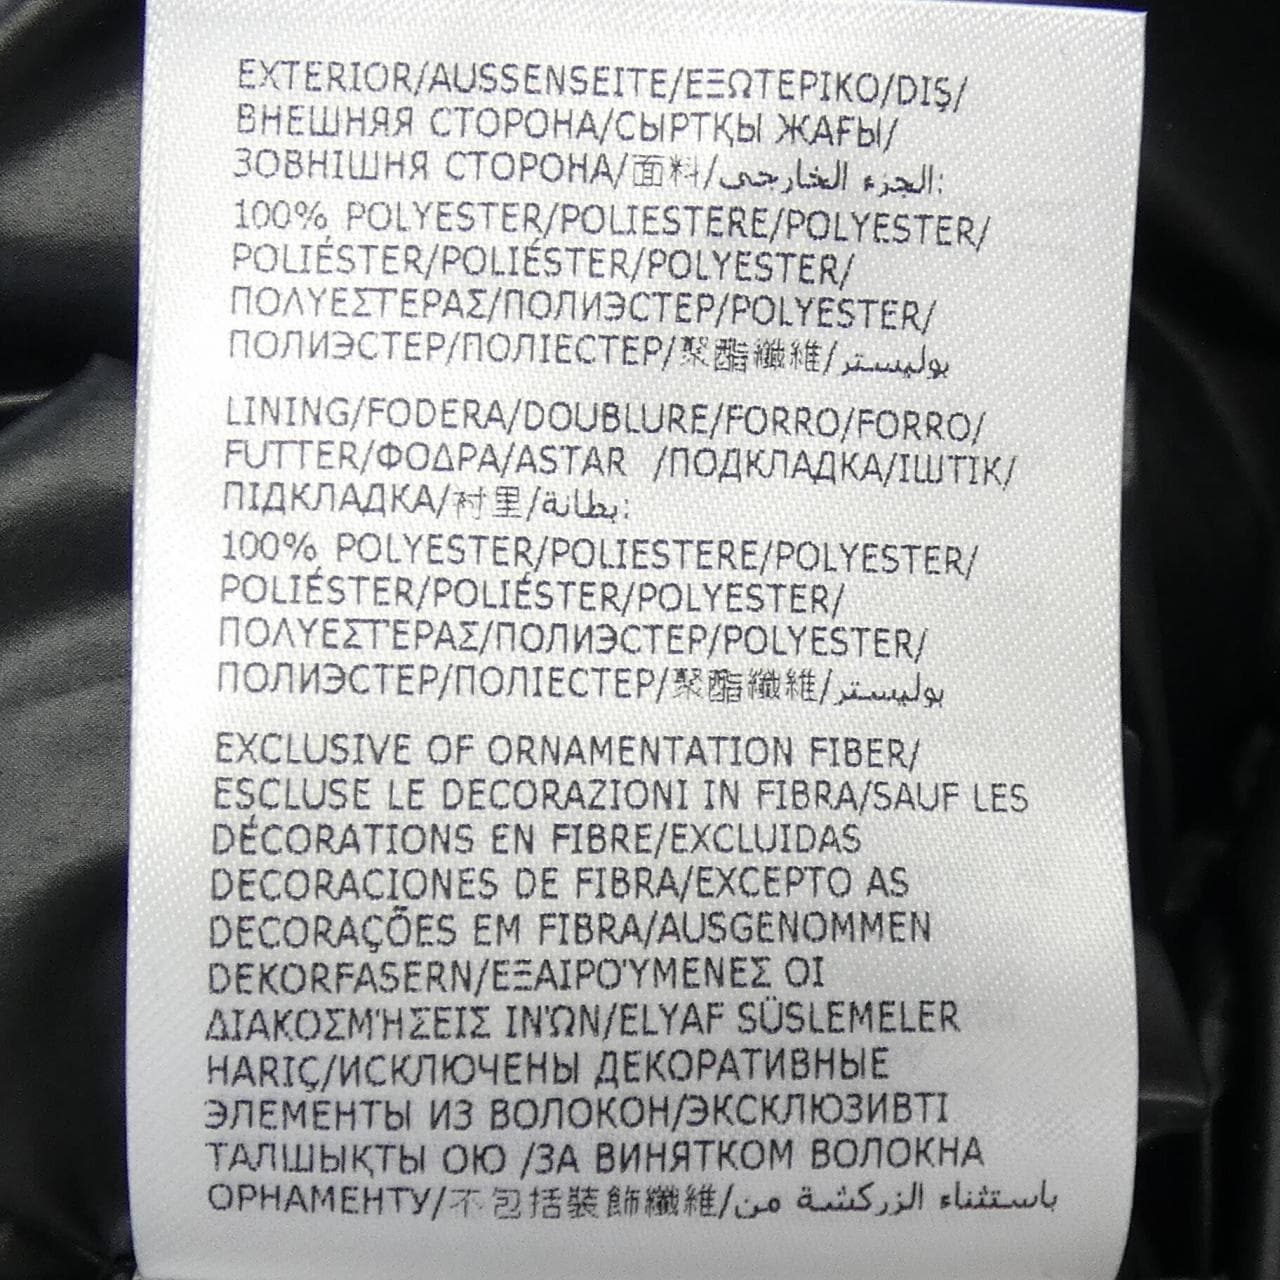 EXTERIOR/AUSSENSEITE/ΕΞΩΤΕΡΙΚΟ/DIŞ/
ВНЕШНЯЯ СТОРОНА/СЫРТҚЫ ЖАҒЫ/
ЗОВНІШНЯ СТОРОНА/面料/الجزء الخارجي:
100% POLYESTER/POLIESTERE/POLYESTER/
POLIÉSTER/POLIÉSTER/POLYESTER/
ΠΟΛΥΕΣΤΕΡΑΣ/ПОЛИЭСТЕР/POLYESTER/
ПОЛИЭСТЕР/ПОЛІЕСТЕР/聚酯纖維/بوليستر
LINING/FODERA/DOUBLURE/FORRO/FORRO/
FUTTER/ΦΟΔΡΑ/ASTAR /ПОДКЛАДКА/ІШТІК/
ПІДКЛАДКА/衬里/بطانة:
100% POLYESTER/POLIESTERE/POLYESTER/
POLIÉSTER/POLIÉSTER/POLYESTER/
ΠΟΛΥΕΣΤΕΡΑΣ/ПОЛИЭСТЕР/POLYESTER/
ПОЛИЭСТЕР/ПОЛІЕСТЕР/聚酯纖維/بوليستر
EXCLUSIVE OF ORNAMENTATION FIBER/
ESCLUSE LE DECORAZIONI IN FIBRA/SAUF LES
DÉCORATIONS EN FIBRE/EXCLUIDAS
DECORACIONES DE FIBRA/EXCEPTO AS
DECORAÇÕES EM FIBRA/AUSGENOMMEN
DEKORFASERN/ΕΞΑΙΡΟΎΜΕΝΕΣ ΟΙ
ΔΙΑΚΟΣΜΉΣΕΙΣ ΙΝΏΝ/ELYAF SÜSLEMELER
HARIÇ/ИСКЛЮЧЕНЫ ДЕКОРАТИВНЫЕ
ЭЛЕМЕНТЫ ИЗ ВОЛОКОН/ЭКСКЛЮЗИВТІ
ТАЛШЫҚТЫ ОЮ /ЗА ВИНЯТКОМ ВОЛОКНА
ОРНАМЕНТУ/不包括裝飾纖維/باستثناء الزركشة من